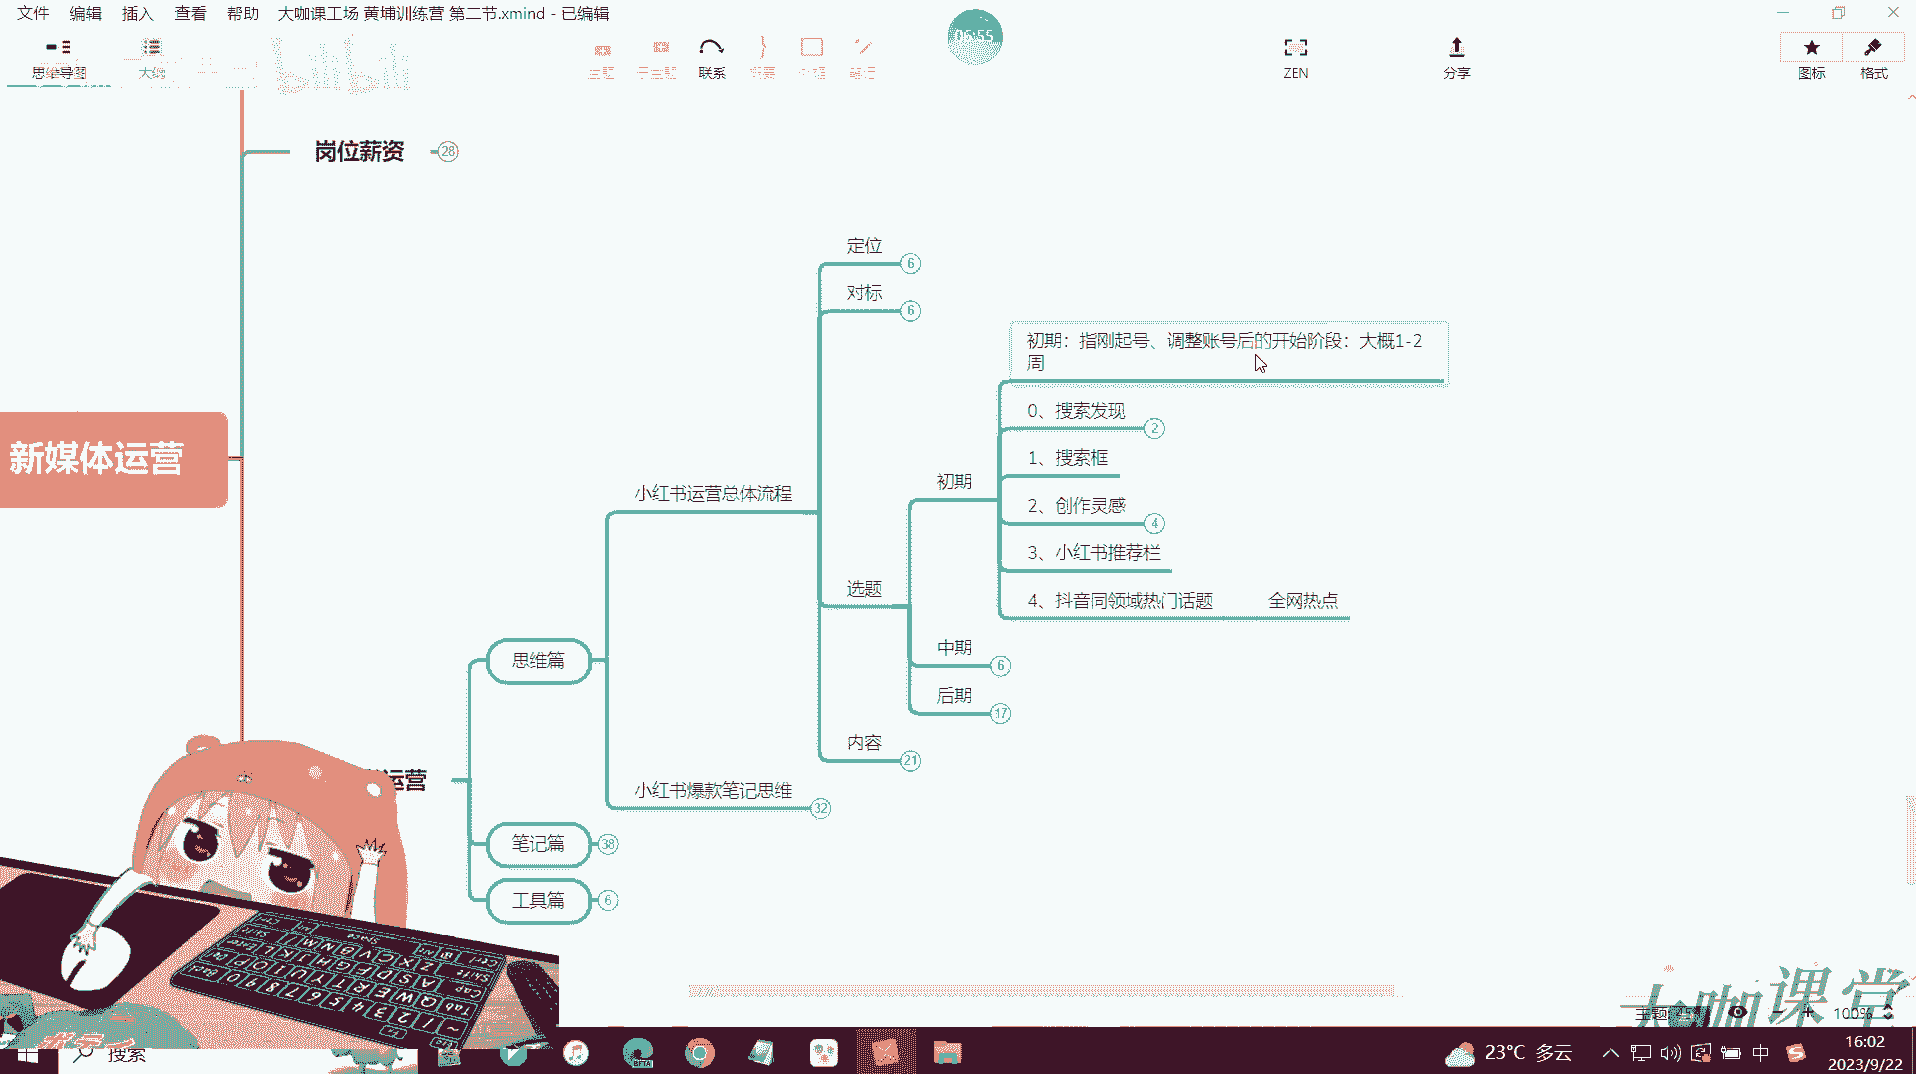 文件 编辑 插入 查看 帮助 大咖课工场 黄埔训练营 第二节.xmind - 已编辑
06:55
思维导图 大纲 主题 子主题 联系 ZEN 分享 图标 格式
bilibili
岗位薪资 28
定位 6
对标 6
初期：指刚起号、调整账号后的开始阶段：大概1-2
周
0、搜索发现 2
1、搜索框
初期
2、创作灵感 4
小红书运营总体流程
3、小红书推荐栏
选题
4、抖音同领域热门话题 全网热点
新媒体运营
中期 6
思维篇
后期 17
内容 21
运营
小红书爆款笔记思维 32
笔记篇 38
工具篇 6
大咖课堂
主题: 100%
搜索
BETA
23°C 多云 中
16:02
2023/9/22